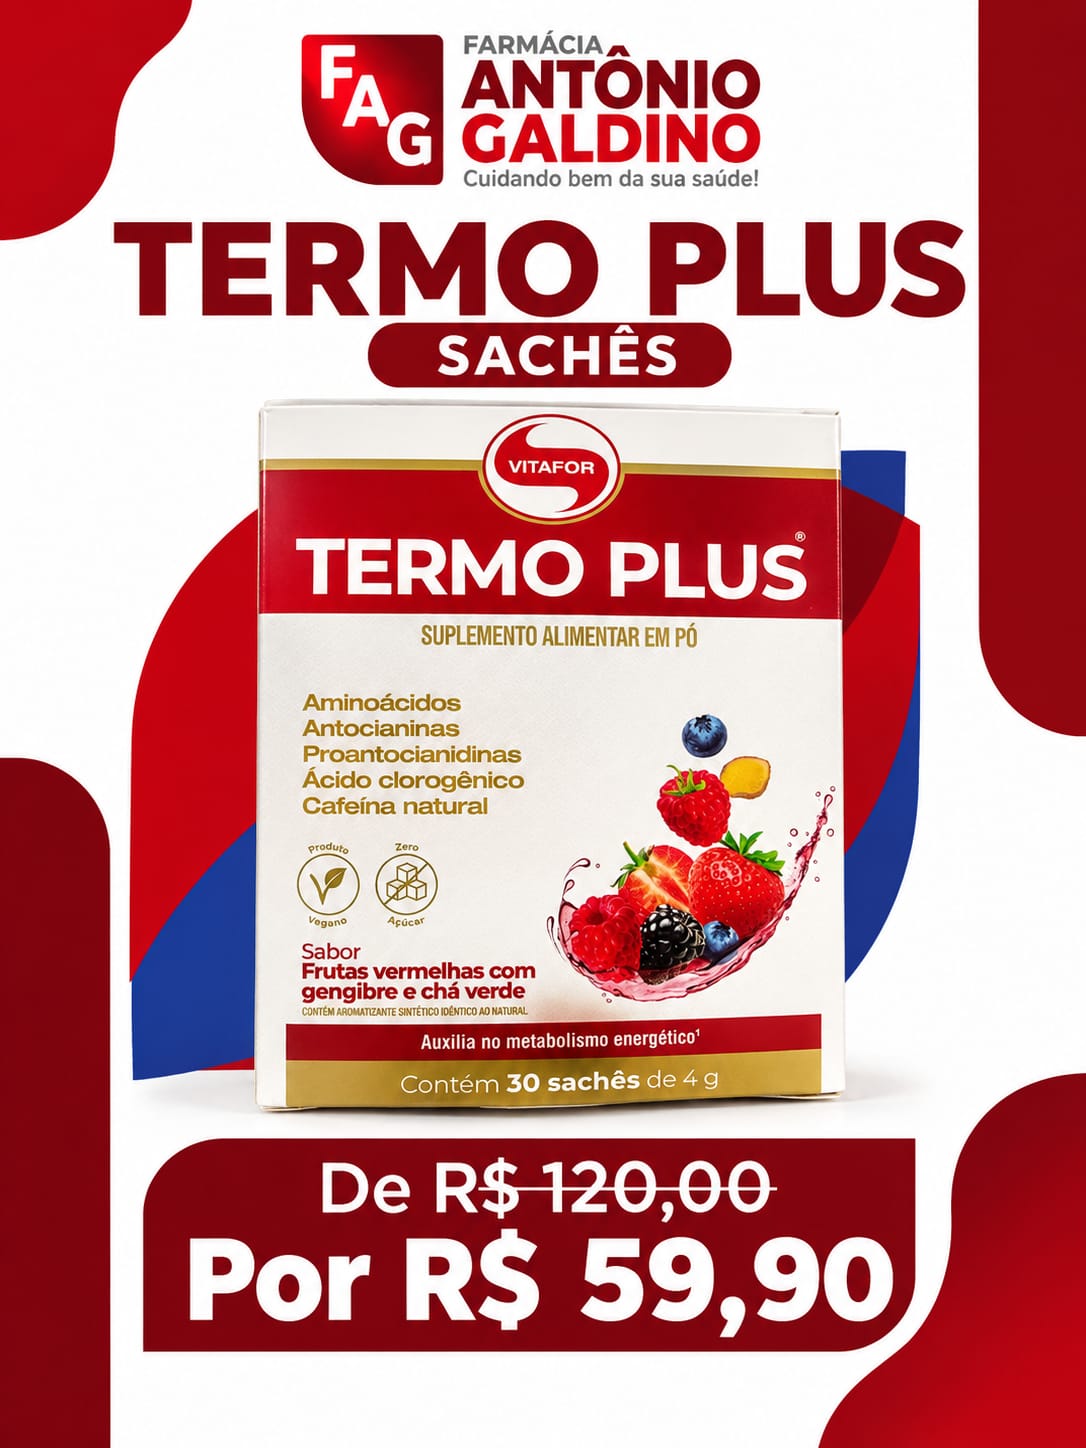 FAG
FARMÁCIA
ANTÔNIO
GALDINO
Cuidando bem da sua saúde!
TERMO PLUS
SACHÊS
VITAFOR
TERMO PLUS®
SUPLEMENTO ALIMENTAR EM PÓ
Aminoácidos
Antocianinas
Proantocianidinas
Ácido clorogênico
Cafeína natural
Produto
Vegano
Zero
Açúcar
Sabor
Frutas vermelhas com
gengibre e chá verde
CONTÉM AROMATIZANTE SINTÉTICO IDÊNTICO AO NATURAL
Auxilia no metabolismo energético¹
Contém 30 sachês de 4 g
De R$ 120,00
Por R$ 59,90